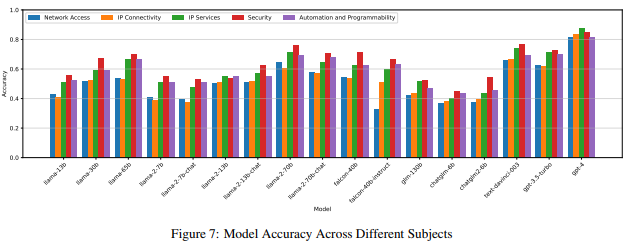 Network Access IP Connectivity IP Services Security Automation and Programmability
1.0
0.8
0.6
0.4
0.2
0.0
Accuracy
llama-13b
llama-30b
llama-65b
llama-2-7b
llama-2-7b-chat
llama-2-13b
llama-2-13b-chat
llama-2-70b
llama-2-70b-chat
falcon-40b
falcon-40b-instruct
glm-130b
chatglm-6b
chatglm2-6b
text-davinci-003
gpt-3.5-turbo
gpt-4
Model
Figure 7: Model Accuracy Across Different Subjects